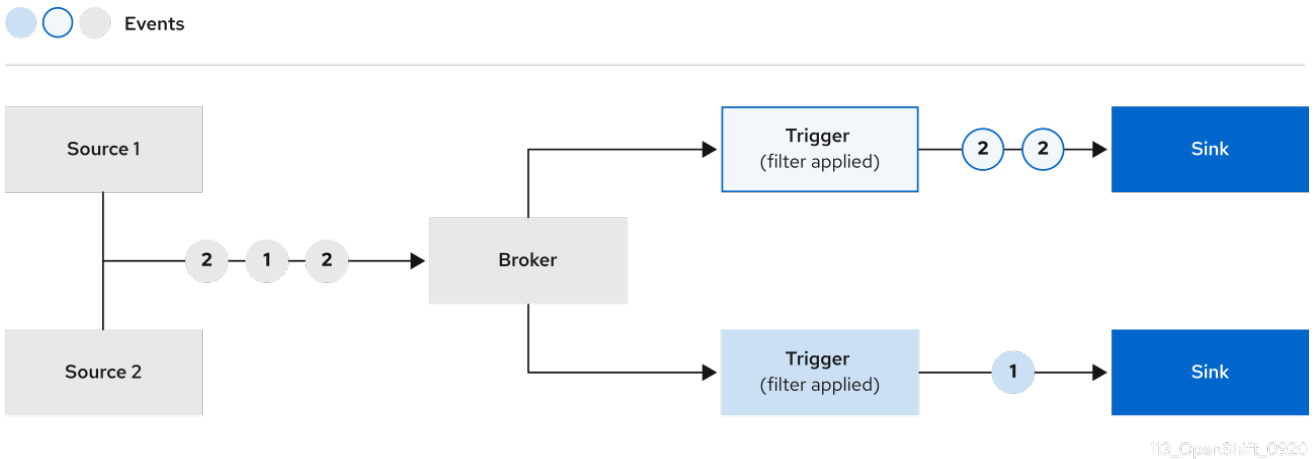 Events
Source 1
Trigger
(filter applied)
2
2
Sink
2
1
2
Broker
Source 2
Trigger
(filter applied)
1
Sink
113_OpenShift_0920